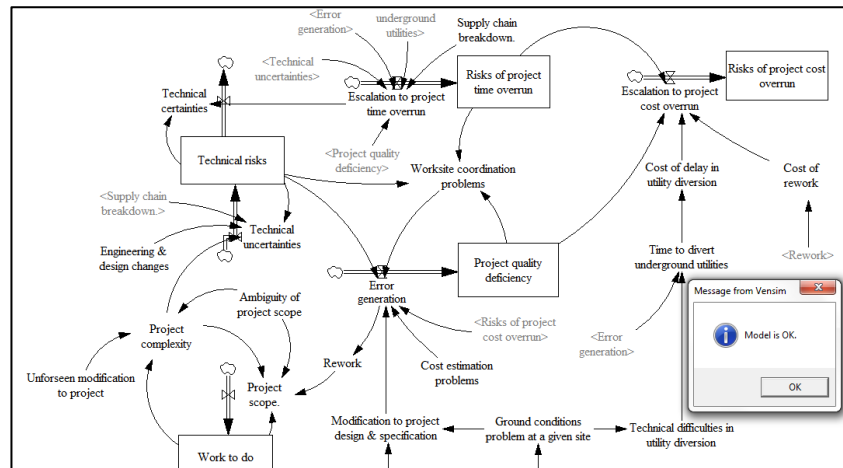 <Error
generation>
underground
utilities>
Supply chain
breakdown.
<Technical
uncertainties>
Technical
certainties
Escalation to project
time overrun
Risks of project
time overrun
Escalation to project
cost overrun
Risks of project cost
overrun
Technical risks
<Project quality
deficiency>
Worksite coordination
problems
Cost of delay in
utility diversion
Cost of
rework
<Supply chain
breakdown.>
Technical
uncertainties
Engineering &
design changes
Error
generation
Project quality
deficiency
Time to divert
underground utilities
<Rework>
Message from Vensim
Model is OK.
OK
Ambiguity of
project scope
Project
complexity
<Risks of project
cost overrun>
<Error
generation>
Unforseen modification
to project
Project
scope.
Rework
Cost estimation
problems
Modification to project
design & specification
Ground conditions
problem at a given site
Technical difficulties in
utility diversion
Work to do